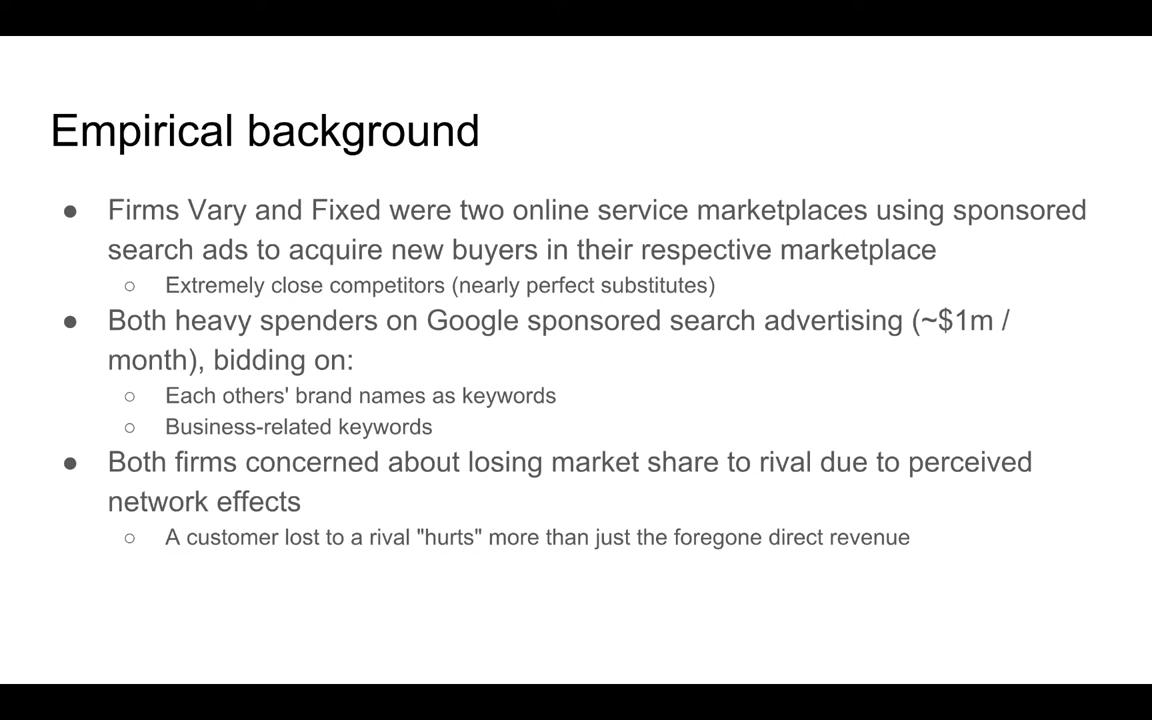 Empirical background
● Firms Vary and Fixed were two online service marketplaces using sponsored
search ads to acquire new buyers in their respective marketplace
○ Extremely close competitors (nearly perfect substitutes)
● Both heavy spenders on Google sponsored search advertising (~$1m /
month), bidding on:
○ Each others' brand names as keywords
○ Business-related keywords
● Both firms concerned about losing market share to rival due to perceived
network effects
○ A customer lost to a rival "hurts" more than just the foregone direct revenue